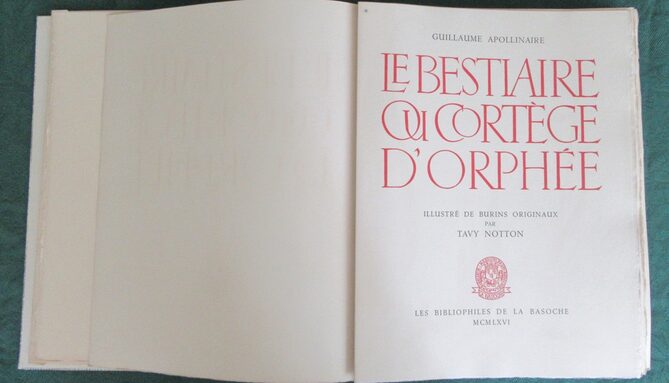 GUILLAUME APOLLINAIRE
LE BESTIAIRE
OU CORTÈGE
D'ORPHÉE
ILLUSTRÉ DE BURINS ORIGINAUX
PAR
TAVY NOTTON
LES BIBLIOPHILES DE LA BASOCHE
MCMLXVI